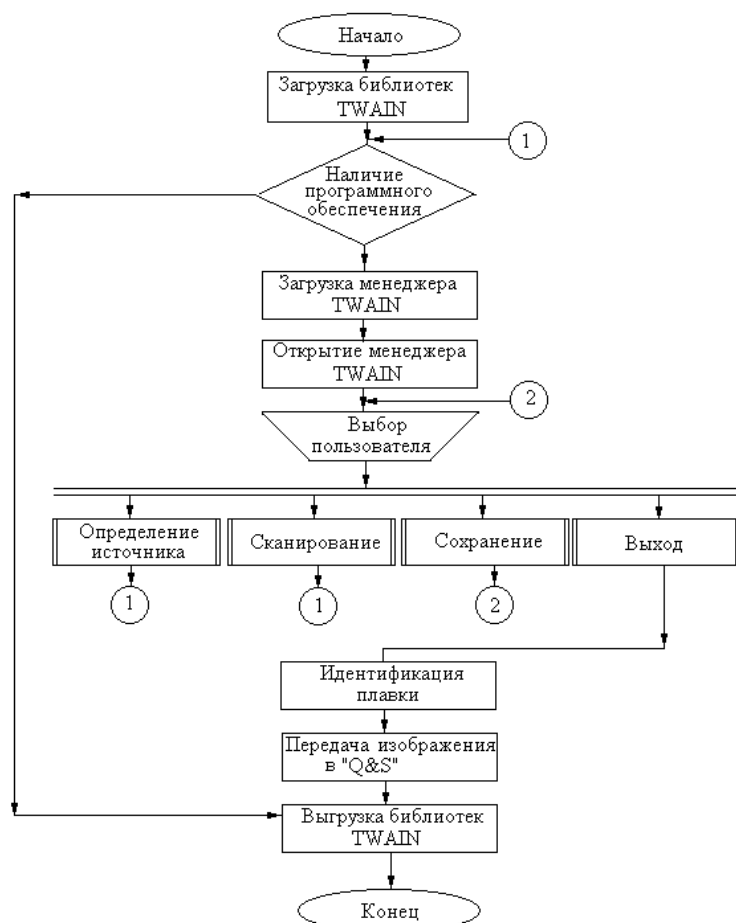 Начало
Загрузка библиотек
TWAIN
1
Наличие
программного
обеспечения
Загрузка менеджера
TWAIN
Открытие менеджера
TWAIN
2
Выбор
пользователя
Определение
источника
Сканирование
Сохранение
Выход
1
1
2
Идентификация
плавки
Передача изображения
в "Q&S"
Выгрузка библиотек
TWAIN
Конец